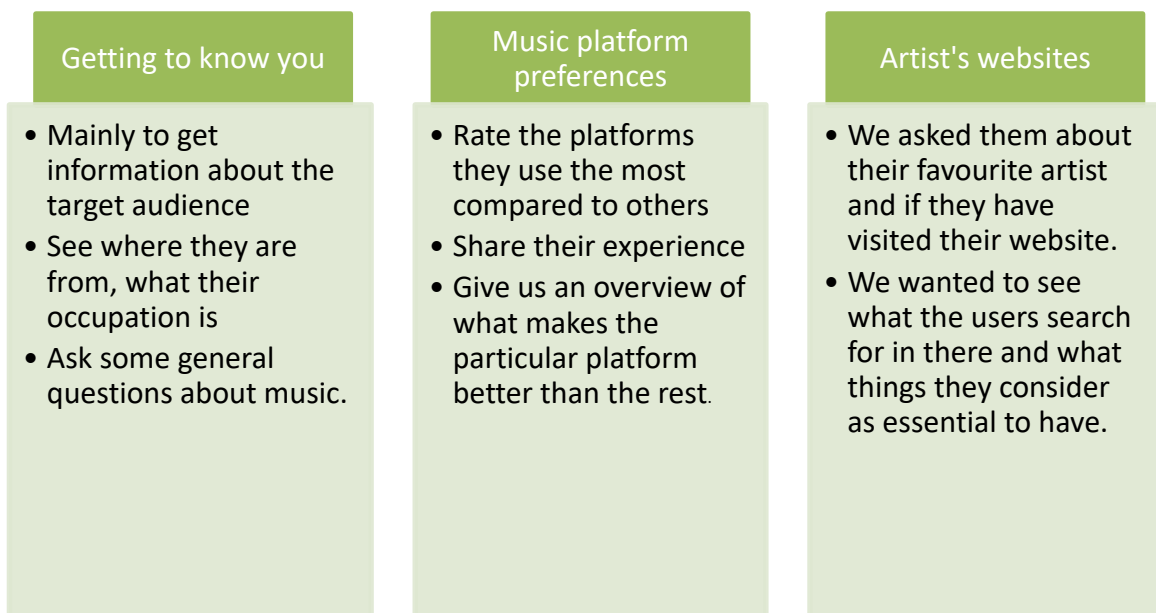 Getting to know you
• Mainly to get
information about the
target audience
• See where they are
from, what their
occupation is
• Ask some general
questions about music.
Music platform
preferences
• Rate the platforms
they use the most
compared to others
• Share their experience
• Give us an overview of
what makes the
particular platform
better than the rest.
Artist's websites
• We asked them about
their favourite artist
and if they have
visited their website.
• We wanted to see
what the users search
for in there and what
things they consider
as essential to have.